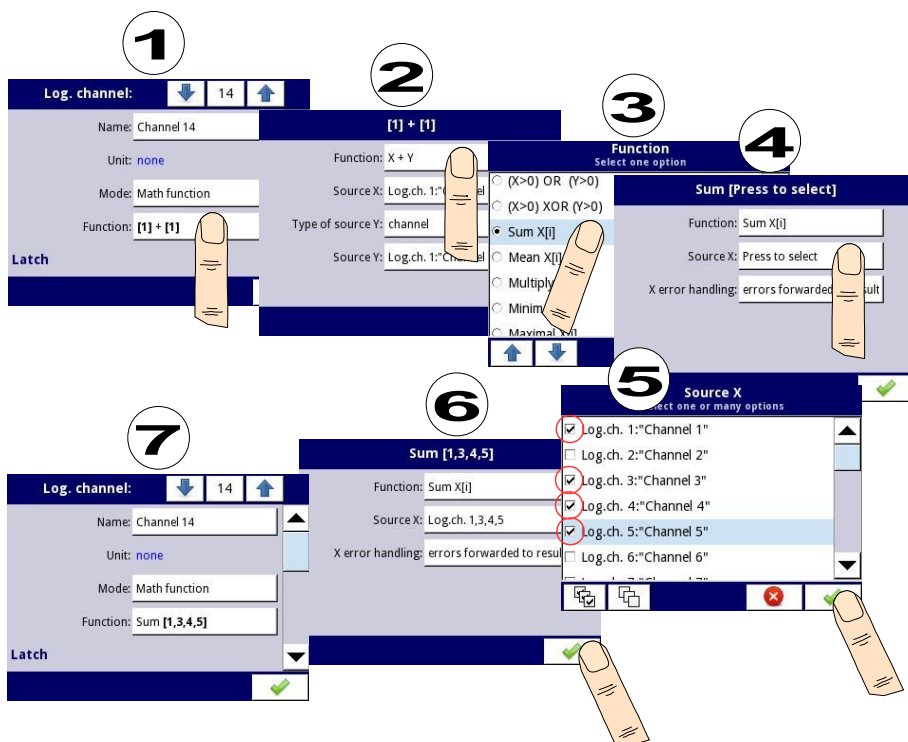 1
Log. channel: 14
Name: Channel 14
Unit: none
Mode: Math function
Function: [1] + [1]
Latch
2
[1] + [1]
Function: X + Y
Source X: Log.ch. 1:"
Type of source Y: channel
Source Y: Log.ch. 1:"
3
Function
Select one option
(X>0) OR (Y>0)
(X>0) XOR (Y>0)
Sum X[i]
Mean X[i]
Multiply
Maximal X[i]
4
Sum [Press to select]
Function: Sum X[i]
Source X: Press to select
X error handling: errors forwarded
5
Source X
one or many options
Log.ch. 1:"Channel 1"
Log.ch. 2:"Channel 2"
Log.ch. 3:"Channel 3"
Log.ch. 4:"Channel 4"
Log.ch. 5:"Channel 5"
Log.ch. 6:"Channel 6"
6
Sum [1,3,4,5]
Function: Sum X[i]
Source X: Log.ch. 1,3,4,5
X error handling: errors forwarded to resul
7
Log. channel: 14
Name: Channel 14
Unit: none
Mode: Math function
Function: Sum [1,3,4,5]
Latch